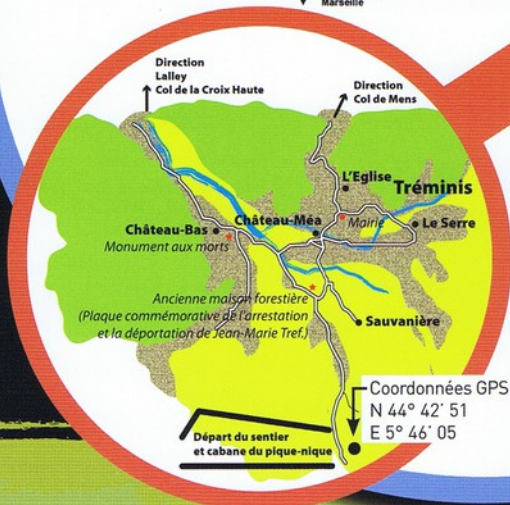 Marseille
Direction
Lalley
Col de la Croix Haute
Direction
Col de Mens
L'Eglise
Tréminis
Château-Bas
Château-Méa
Mairie
Le Serre
Monument aux morts
Ancienne maison forestière
(Plaque commémorative de l'arrestation
et la déportation de Jean-Marie Tref.)
Sauvanière
Coordonnées GPS
N 44° 42' 51
E 5° 46' 05
Départ du sentier
et cabane du pique-nique